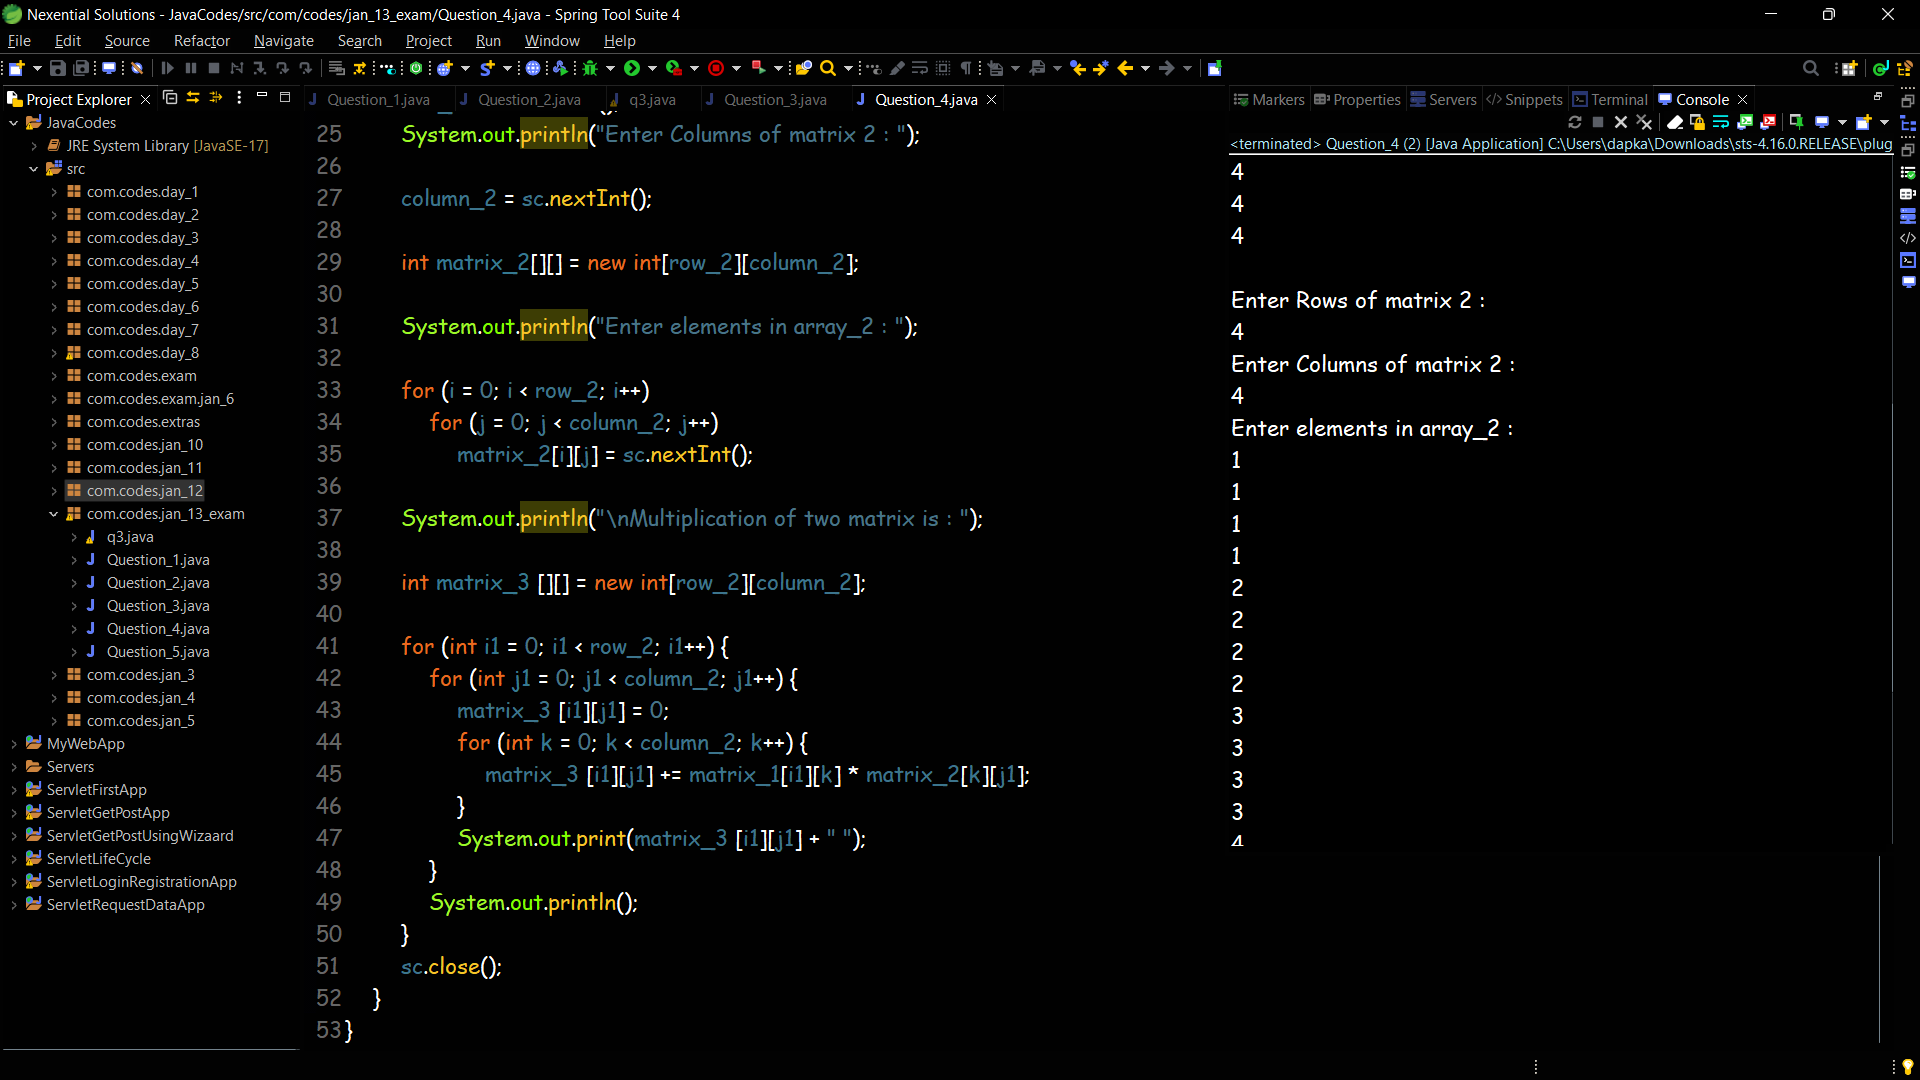 Nexential Solutions - JavaCodes/src/com/codes/jan_13_exam/Question_4.java - Spring Tool Suite 4
File Edit Source Refactor Navigate Search Project Run Window Help
Project Explorer
JavaCodes
JRE System Library [JavaSE-17]
src
com.codes.day_1
com.codes.day_2
com.codes.day_3
com.codes.day_4
com.codes.day_5
com.codes.day_6
com.codes.day_7
com.codes.day_8
com.codes.exam
com.codes.exam.jan_6
com.codes.extras
com.codes.jan_10
com.codes.jan_11
com.codes.jan_12
com.codes.jan_13_exam
q3.java
Question_1.java
Question_2.java
Question_3.java
Question_4.java
Question_5.java
com.codes.jan_3
com.codes.jan_4
com.codes.jan_5
MyWebApp
Servers
ServletFirstApp
ServletGetPostApp
ServletGetPostUsingWizaard
ServletLifeCycle
ServletLoginRegistrationApp
ServletRequestDataApp
Question_1.java Question_2.java q3.java Question_3.java Question_4.java
25 System.out.println("Enter Columns of matrix 2 : ");
26
27 column_2 = sc.nextInt();
28
29 int matrix_2[][] = new int[row_2][column_2];
30
31 System.out.println("Enter elements in array_2 : ");
32
33 for (i = 0; i < row_2; i++)
34 for (j = 0; j < column_2; j++)
35 matrix_2[i][j] = sc.nextInt();
36
37 System.out.println("\nMultiplication of two matrix is : ");
38
39 int matrix_3 [][] = new int[row_2][column_2];
40
41 for (int i1 = 0; i1 < row_2; i1++) {
42 for (int j1 = 0; j1 < column_2; j1++) {
43 matrix_3 [i1][j1] = 0;
44 for (int k = 0; k < column_2; k++) {
45 matrix_3 [i1][j1] += matrix_1[i1][k] * matrix_2[k][j1];
46 }
47 System.out.print(matrix_3 [i1][j1] + " ");
48 }
49 System.out.println();
50 }
51 sc.close();
52 }
53 }
Markers Properties Servers Snippets Terminal Console
<terminated> Question_4 (2) [Java Application] C:\Users\dapka\Downloads\sts-4.16.0.RELEASE\plug
4
4
4
Enter Rows of matrix 2 :
4
Enter Columns of matrix 2 :
4
Enter elements in array_2 :
1
1
1
1
2
2
2
2
3
3
3
3
4